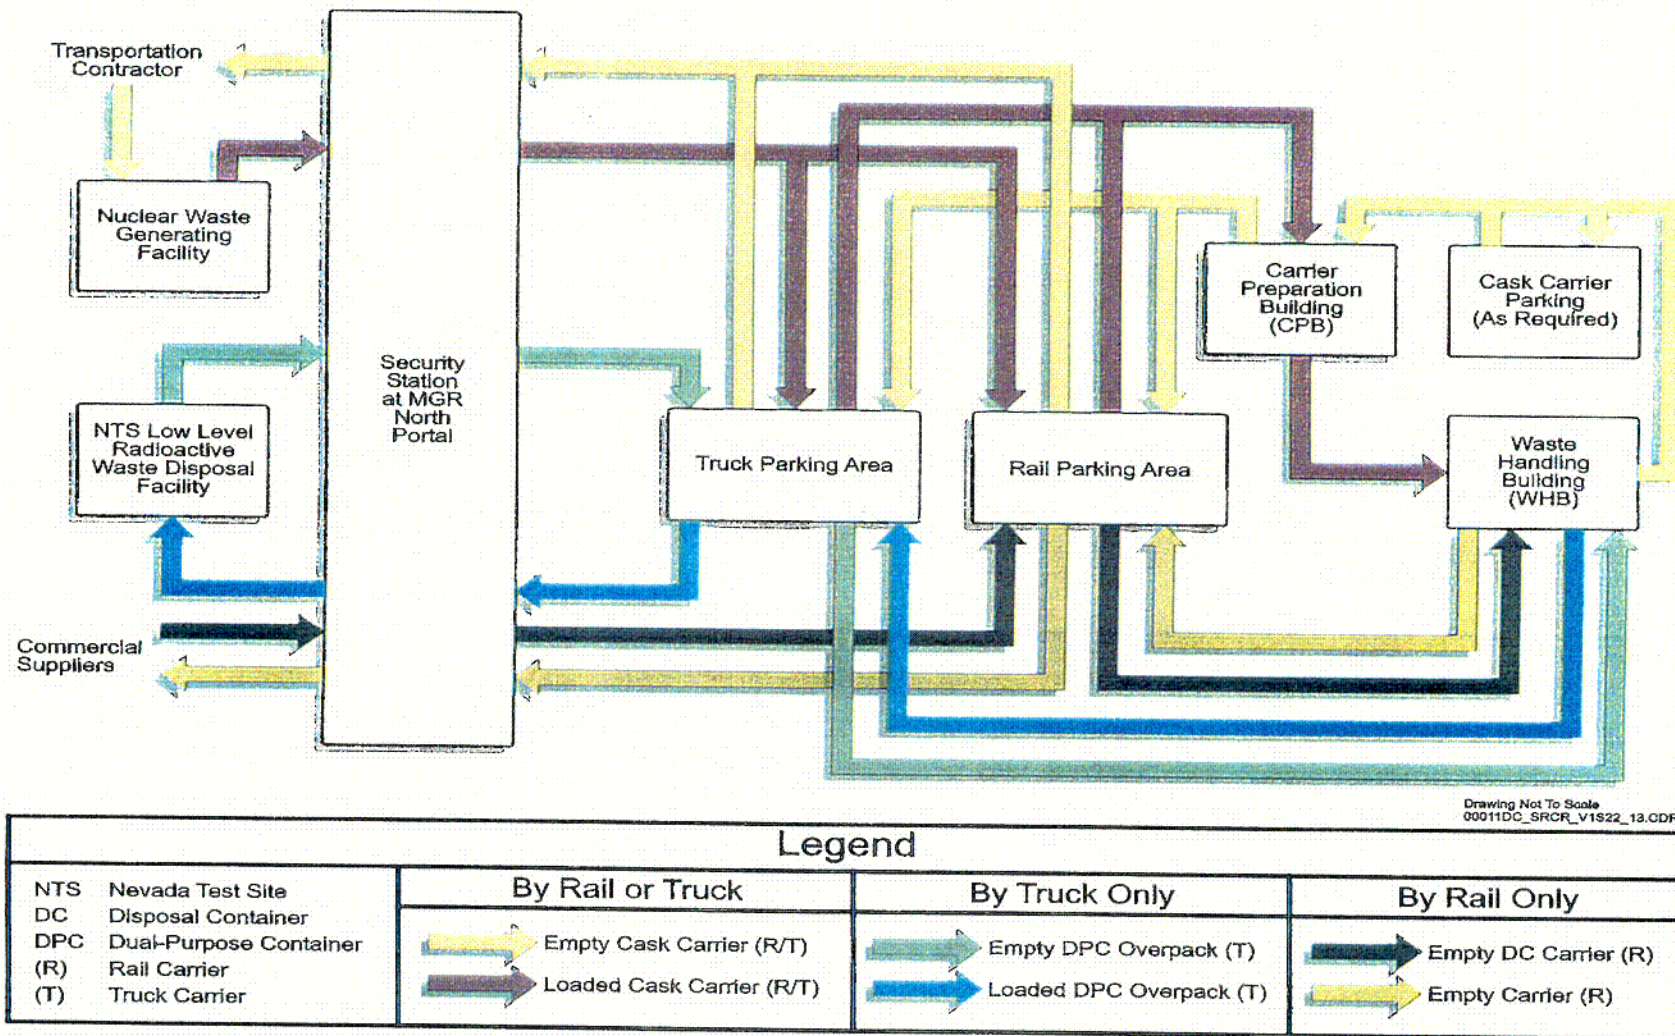 Transportation
Contractor
Nuclear Waste
Generating
Facility
NTS Low Level
Radioactive
Waste Disposal
Facility
Commercial
Suppliers
Security
Station
at MGR
North
Portal
Truck Parking Area
Rail Parking Area
Carrier
Preparation
Building
(CPB)
Cask Carrier
Parking
(As Required)
Waste
Handling
Building
(WHB)
Drawing Not To Scale
00011DC_SRCR_V1S22_13.CDR
Legend
NTS Nevada Test Site
DC Disposal Container
DPC Dual-Purpose Container
(R) Rail Carrier
(T) Truck Carrier
By Rail or Truck
Empty Cask Carrier (R/T)
Loaded Cask Carrier (R/T)
By Truck Only
Empty DPC Overpack (T)
Loaded DPC Overpack (T)
By Rail Only
Empty DC Carrier (R)
Empty Carrier (R)